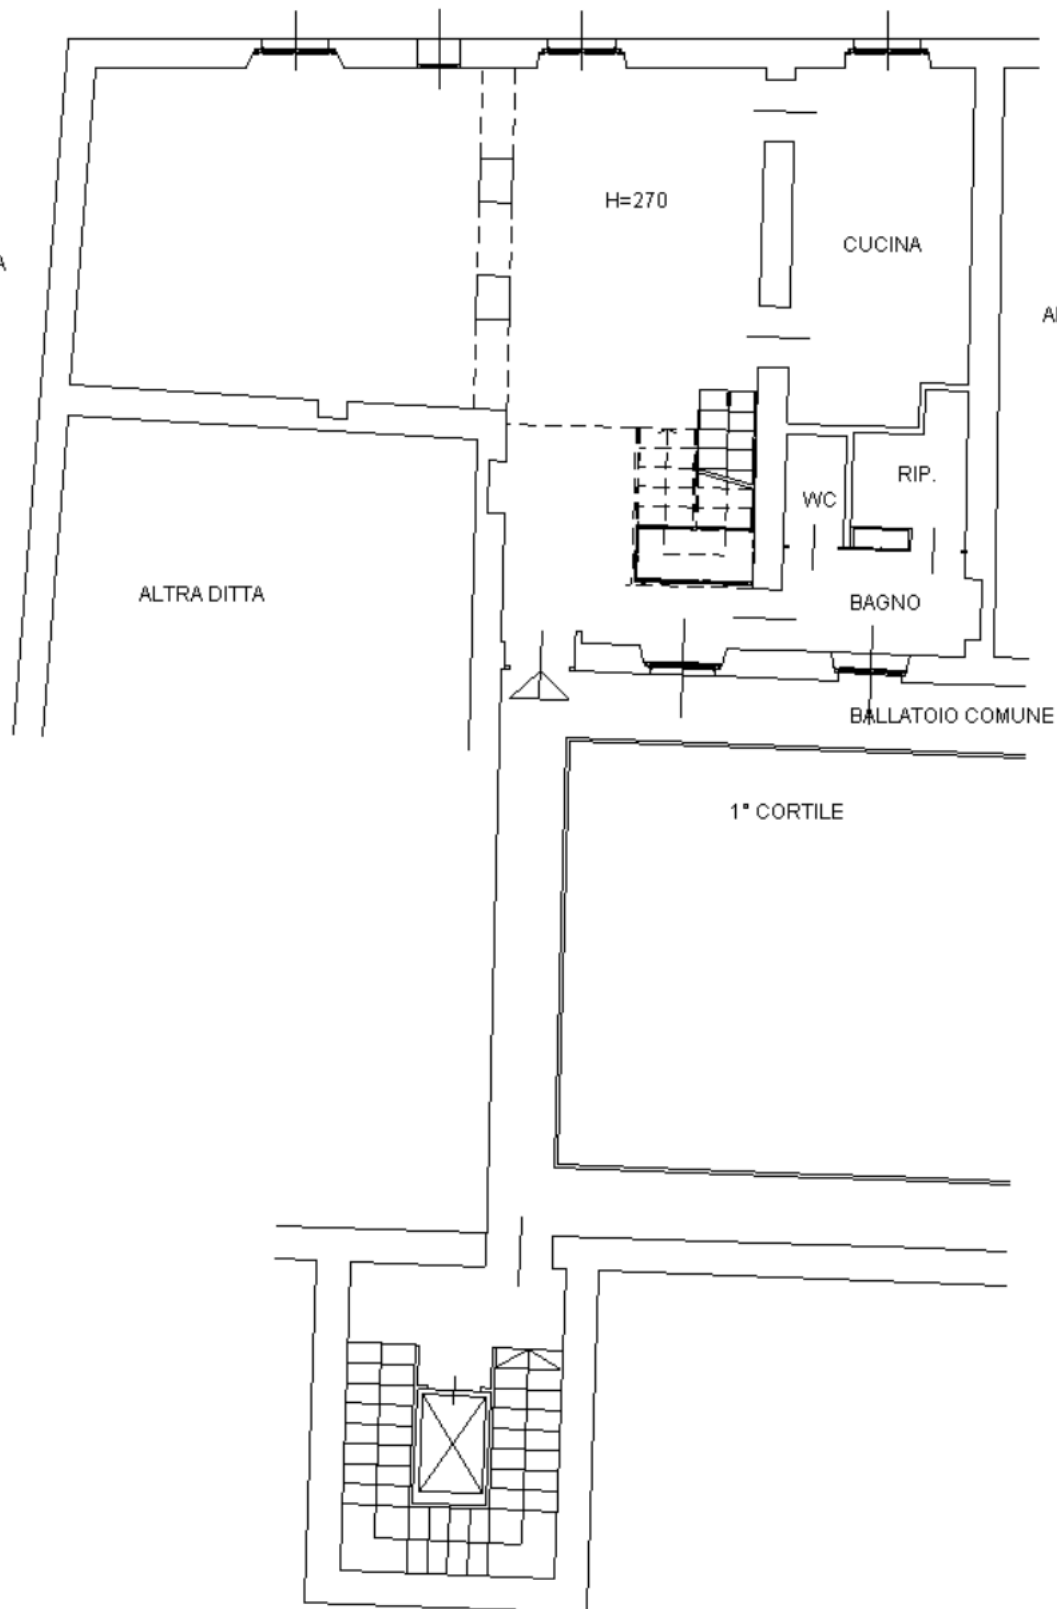 H=270
CUCINA
RIP.
WC
ALTRA DITTA
BAGNO
BALLATOIO COMUNE
1° CORTILE